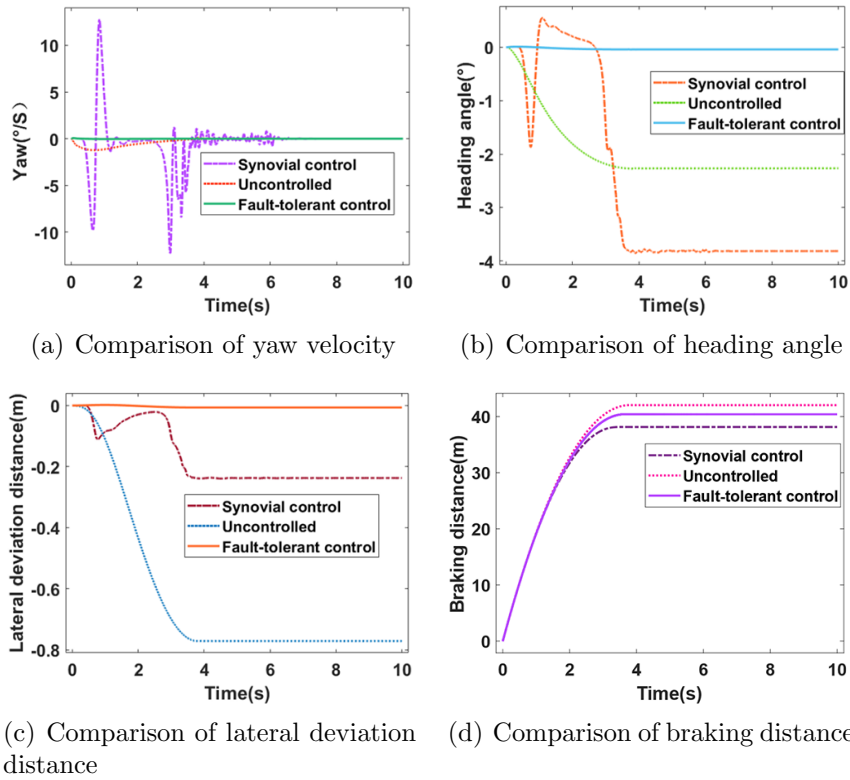 10
5
0
-5
-10
Yaw(°/S)
Synovial control
Uncontrolled
Fault-tolerant control
0 2 4 6 8 10
Time(s)
(a) Comparison of yaw velocity
0
-1
-2
-3
-4
Heading angle(°)
Synovial control
Uncontrolled
Fault-tolerant control
0 2 4 6 8 10
Time(s)
(b) Comparison of heading angle
0
-0.2
-0.4
-0.6
-0.8
Lateral deviation distance(m)
Synovial control
Uncontrolled
Fault-tolerant control
0 2 4 6 8 10
Time(s)
(c) Comparison of lateral deviation
distance
40
30
20
10
0
Braking distance(m)
Synovial control
Uncontrolled
Fault-tolerant control
0 2 4 6 8 10
Time(s)
(d) Comparison of braking distance